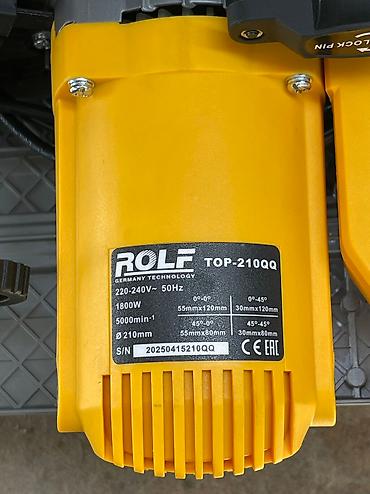 LOCK PIN
ROLF
GERMANY TECHNOLOGY
TOP-210QQ
220-240V~ 50Hz
1800W
5000min⁻¹
ø210mm
0°-0°
55mmx120mm
0°-45°
30mmx120mm
45°-0°
55mmx80mm
45°-45°
30mmx80mm
S/N 20250415210QQ
CE EAC